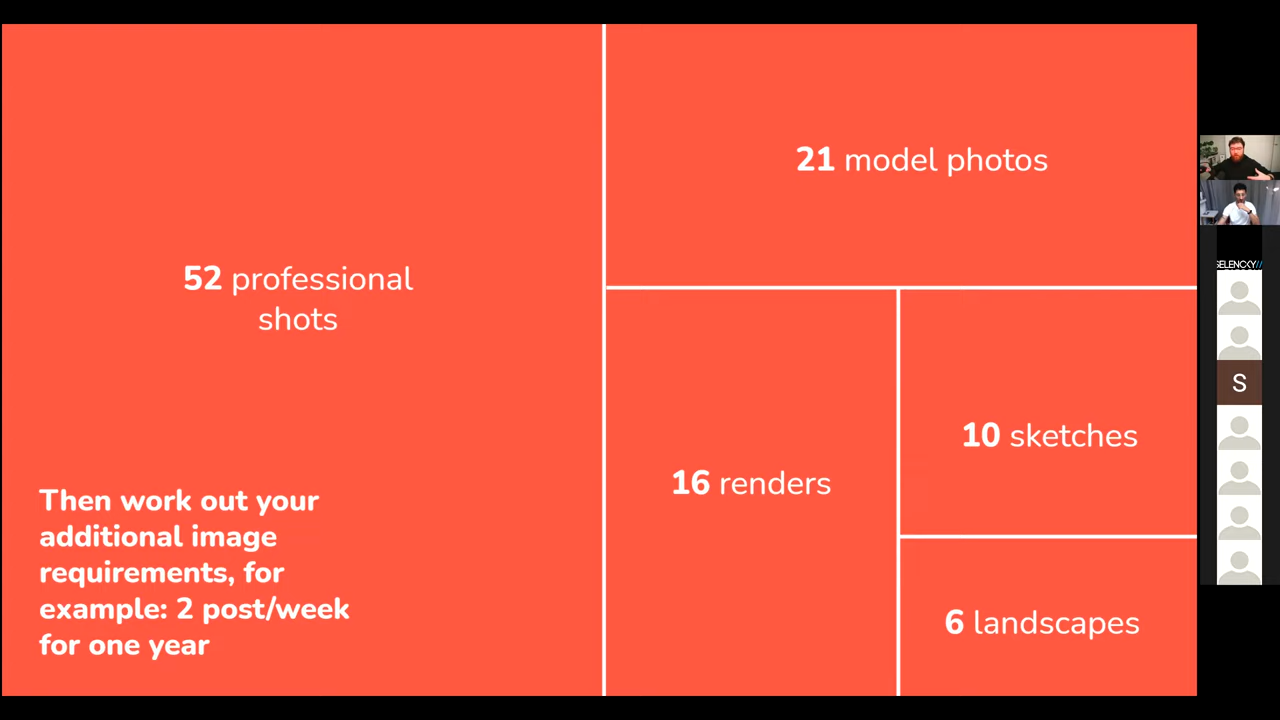 52 professional
shots
Then work out your
additional image
requirements, for
example: 2 post/week
for one year
21 model photos
16 renders
10 sketches
6 landscapes
SELENCKY//
S